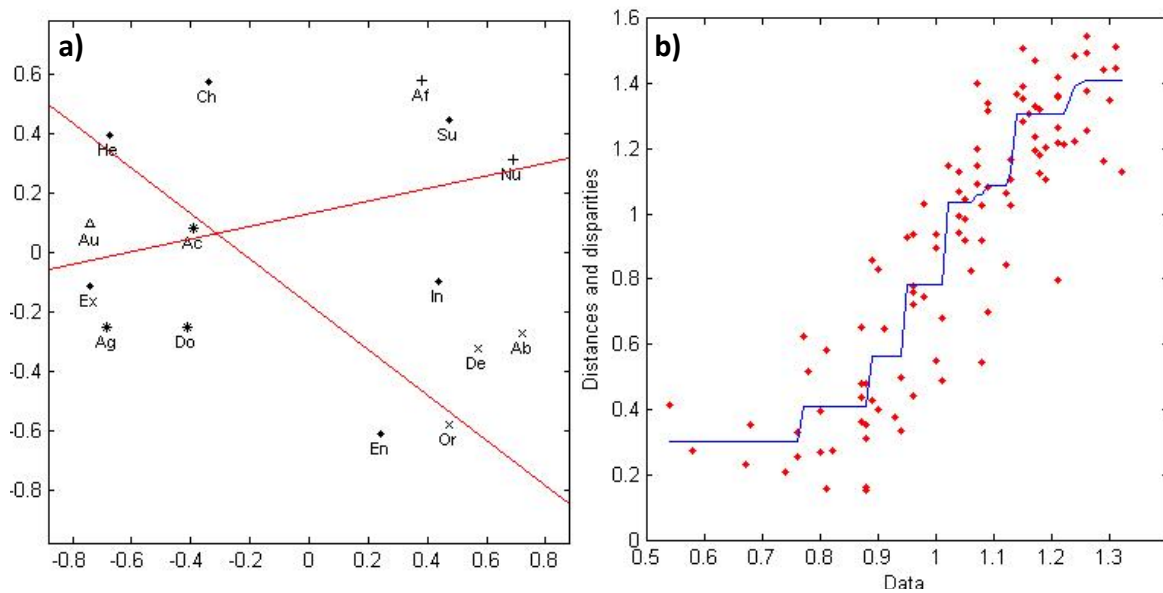 a)
0.6
0.4
0.2
0
-0.2
-0.4
-0.6
-0.8
-0.8
-0.6
-0.4
-0.2
0
0.2
0.4
0.6
0.8
Ch
Af
Su
He
Nu
Au
Ac
Ex
In
Ag
Do
De
Ab
En
Or
b)
Distances and disparities
1.6
1.4
1.2
1
0.8
0.6
0.4
0.2
0
0.5
0.6
0.7
0.8
0.9
1
1.1
1.2
1.3
Data